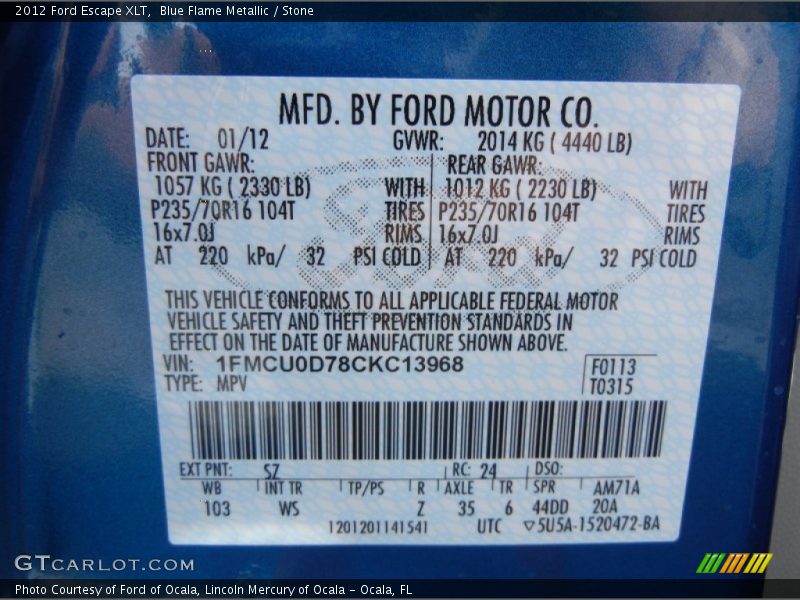 2012 Ford Escape XLT, Blue Flame Metallic / Stone
MFD. BY FORD MOTOR CO.
DATE: 01/12 GVWR: 2014 KG ( 4440 LB)
FRONT GAWR: REAR GAWR:
1057 KG ( 2330 LB) WITH 1012 KG ( 2230 LB) WITH
P235/70R16 104T TIRES P235/70R16 104T TIRES
16x7.0J RIMS 16x7.0J RIMS
AT 220 kPa/ 32 PSI COLD AT 220 kPa/ 32 PSI COLD
Ford
THIS VEHICLE CONFORMS TO ALL APPLICABLE FEDERAL MOTOR
VEHICLE SAFETY AND THEFT PREVENTION STANDARDS IN
EFFECT ON THE DATE OF MANUFACTURE SHOWN ABOVE.
VIN: 1FMCU0D78CKC13968 F0113
TYPE: MPV T0315
EXT PNT: SZ RC: 24 DSO:
WB INT TR TP/PS R AXLE TR SPR AM71A
103 WS Z 35 6 44DD 20A
1201201141541 UTC ▽5U5A-1520472-BA
GTCARLOT.COM
Photo Courtesy of Ford of Ocala, Lincoln Mercury of Ocala - Ocala, FL